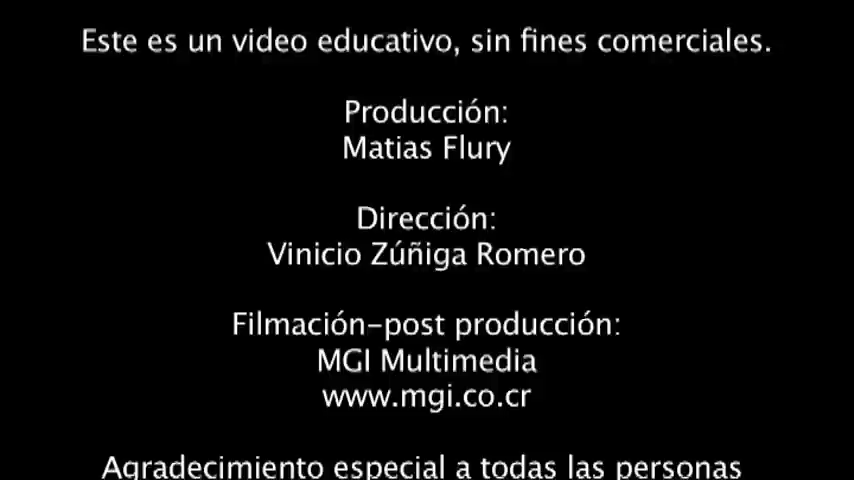 Este es un video educativo, sin fines comerciales.
Producción:
Matias Flury
Dirección:
Vinicio Zúñiga Romero
Filmación-post producción:
MGI Multimedia
www.mgi.co.cr
Agradecimiento especial a todas las personas